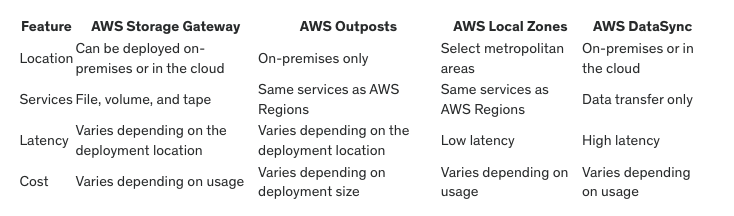 Feature AWS Storage Gateway AWS Outposts AWS Local Zones AWS DataSync
Location Can be deployed on-premises or in the cloud On-premises only Select metropolitan areas On-premises or in the cloud
Services File, volume, and tape Same services as AWS Regions Same services as AWS Regions Data transfer only
Latency Varies depending on the deployment location Varies depending on the deployment location Low latency High latency
Cost Varies depending on usage Varies depending on deployment size Varies depending on usage Varies depending on usage